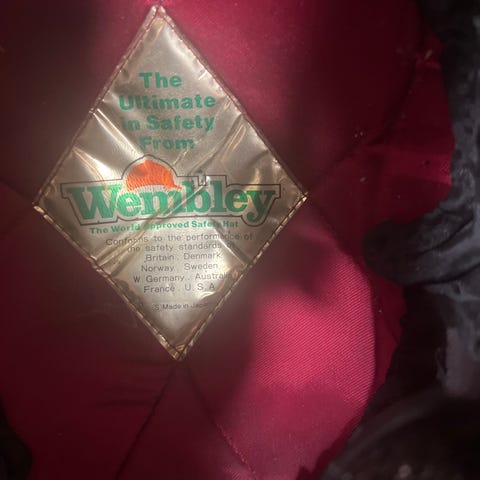 The
Ultimate
in Safety
From
Wembley
The World Approved Safety Hat
Conforms to the performance of
the safety standards of
Britain . Denmark
Norway . Sweden
W Germany . Australia
France . U.S.A
S Made in Japan